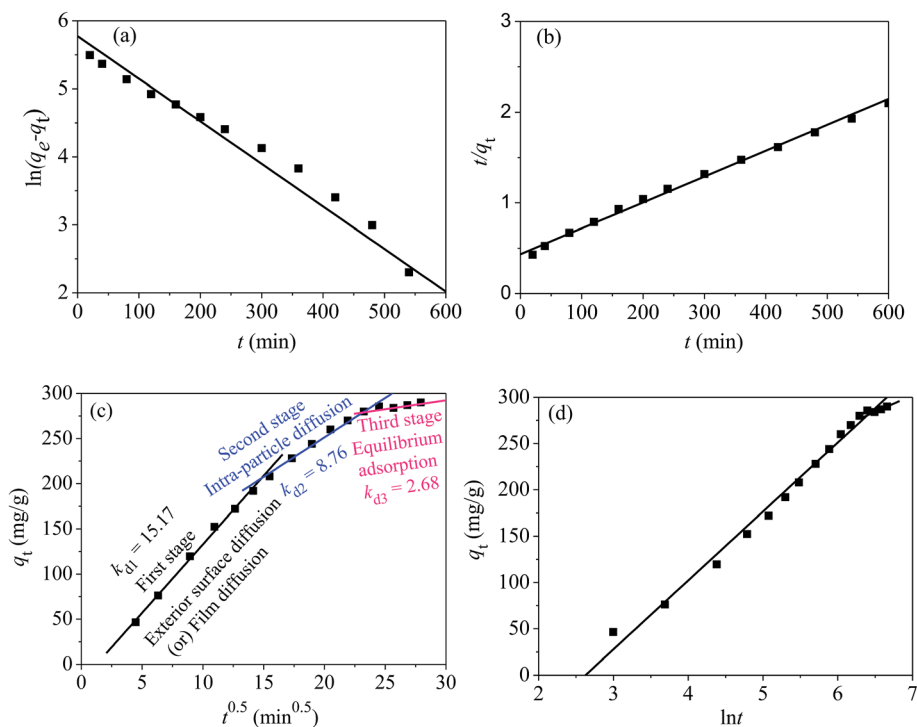 (a)
6
5
4
3
2
ln(qe-qt)
0 100 200 300 400 500 600
t (min)
(b)
3
2
1
0
t/qt
0 100 200 300 400 500 600
t (min)
(c)
300
250
200
150
100
50
0
qt (mg/g)
kd1 = 15.17
First stage
Exterior surface diffusion
(or) Film diffusion
Second stage
Intra-particle diffusion
kd2 = 8.76
Third stage
Equilibrium
adsorption
kd3 = 2.68
0 5 10 15 20 25 30
t0.5 (min0.5)
(d)
300
250
200
150
100
50
0
qt (mg/g)
2 3 4 5 6 7
lnt